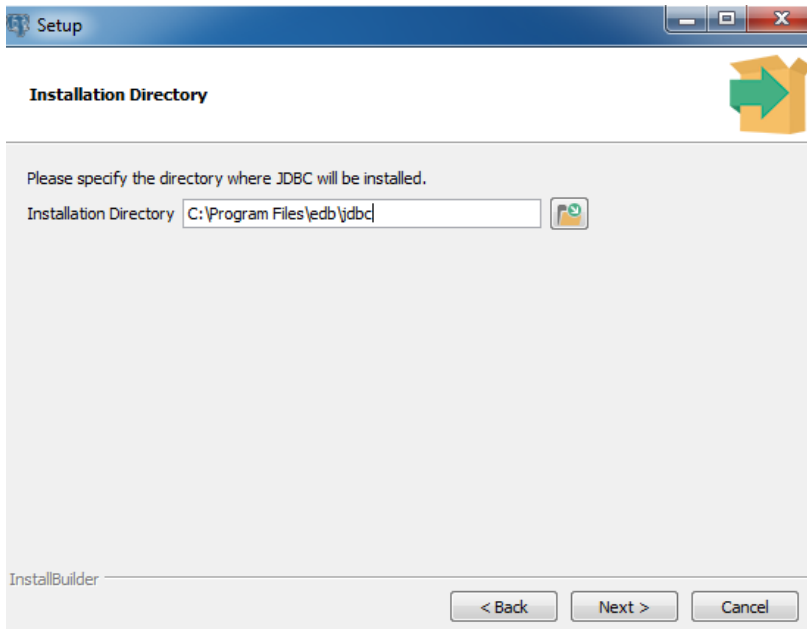 Setup
Installation Directory
Please specify the directory where JDBC will be installed.
Installation Directory C:\Program Files\edb\jdbc
InstallBuilder
< Back Next > Cancel